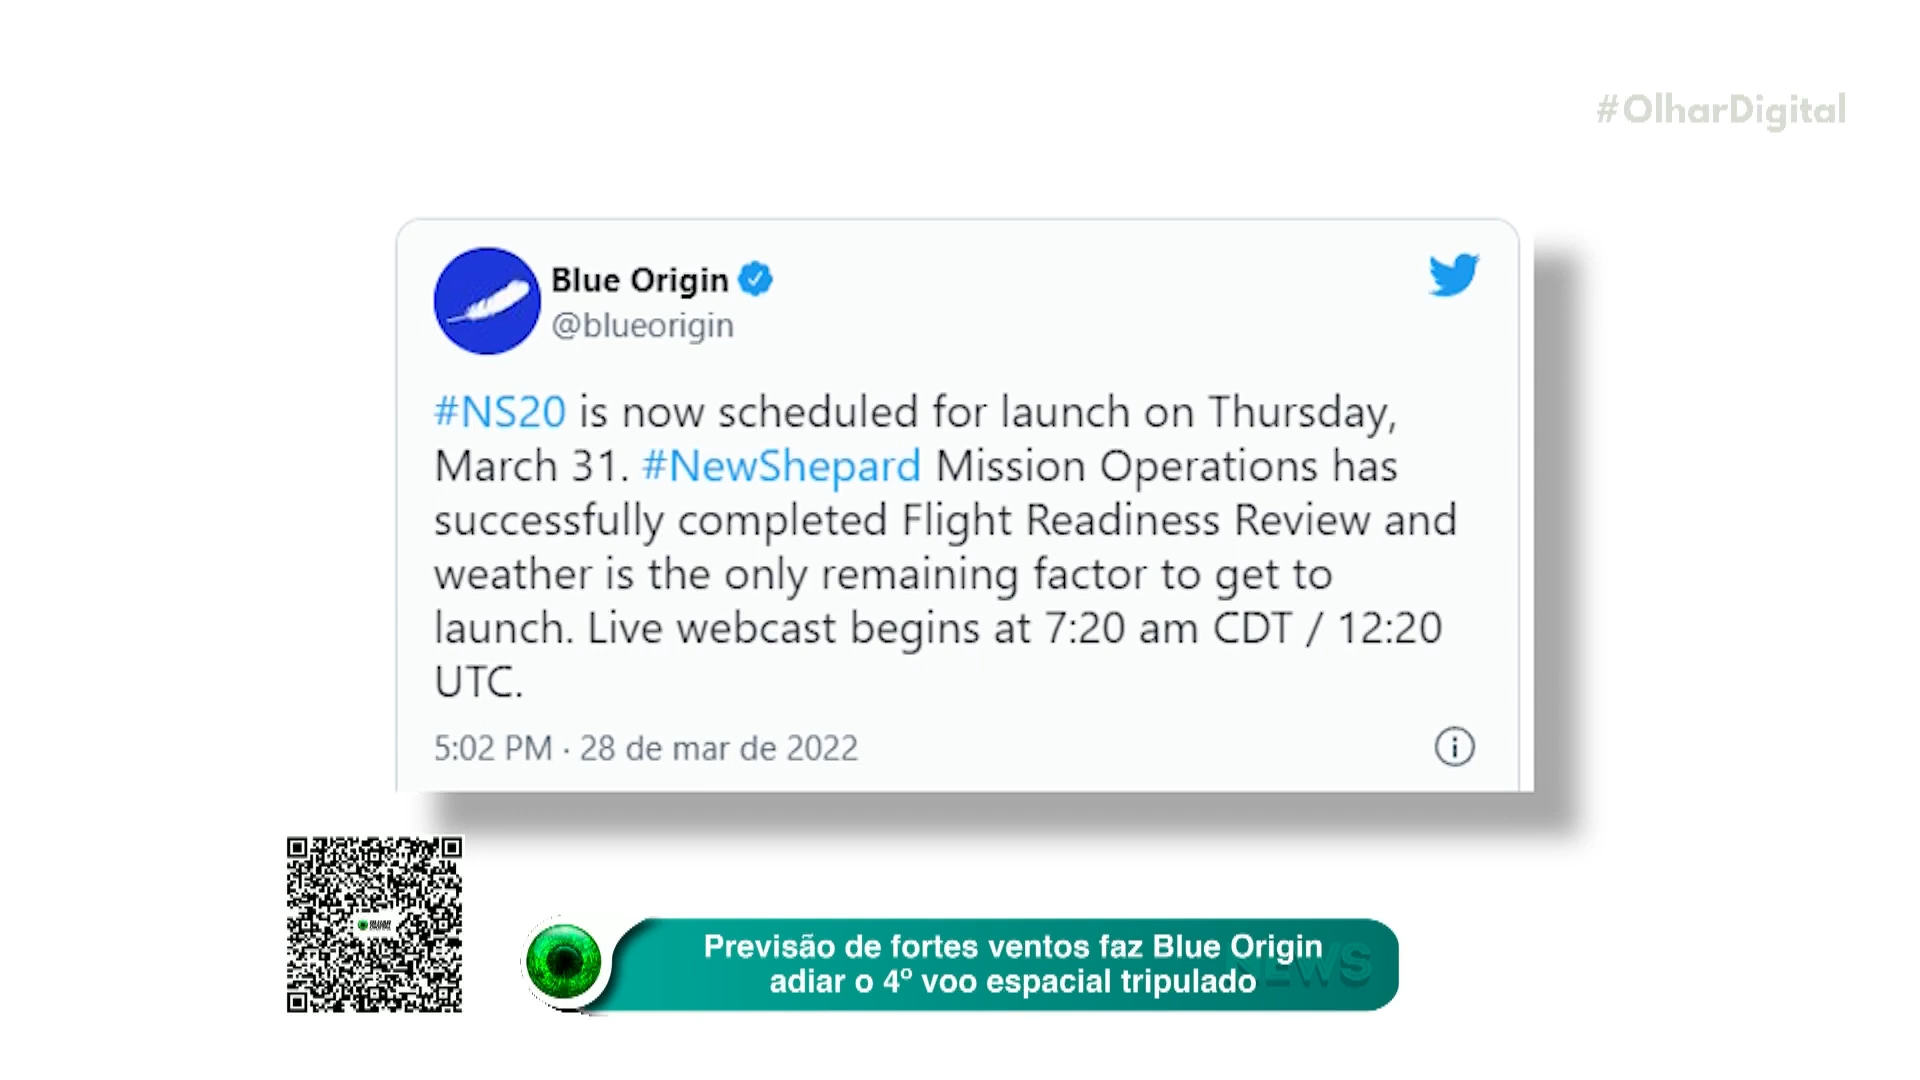 #OlharDigital
Blue Origin
@blueorigin
#NS20 is now scheduled for launch on Thursday,
March 31. #NewShepard Mission Operations has
successfully completed Flight Readiness Review and
weather is the only remaining factor to get to
launch. Live webcast begins at 7:20 am CDT / 12:20
UTC.
5:02 PM · 28 de mar de 2022
Previsão de fortes ventos faz Blue Origin
adiar o 4º voo espacial tripulado
NEWS